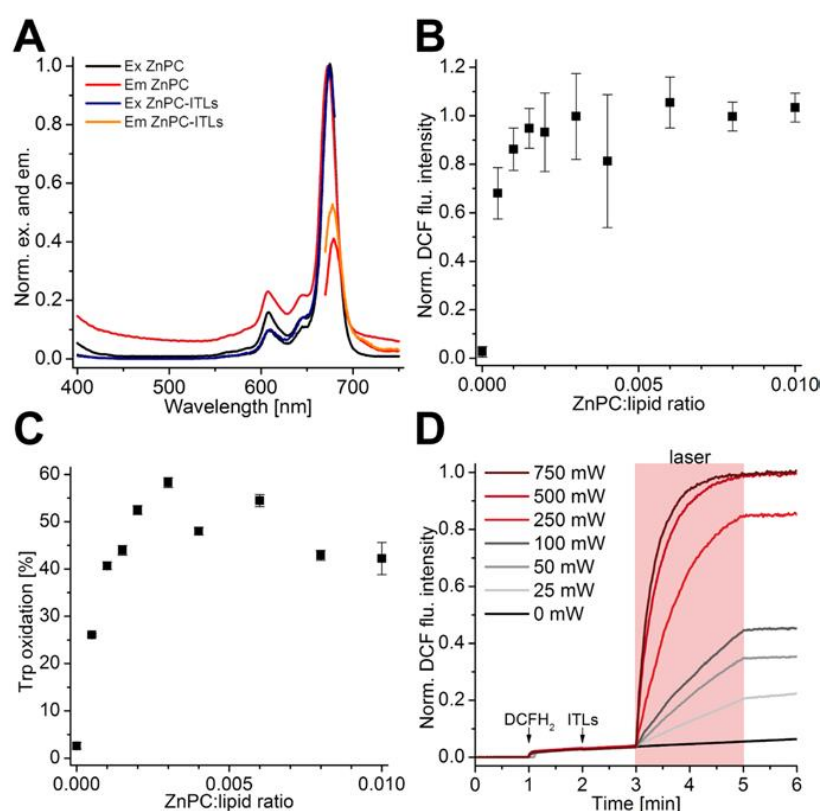 A
Ex ZnPC
Em ZnPC
Ex ZnPC-ITLs
Em ZnPC-ITLs
Norm. ex. and em.
1.0
0.8
0.6
0.4
0.2
0.0
400
500
600
700
Wavelength [nm]
B
Norm. DCF flu. intensity
1.2
1.0
0.8
0.6
0.4
0.2
0.0
0.000
0.005
0.010
ZnPC:lipid ratio
C
Trp oxidation [%]
60
50
40
30
20
10
0
0.000
0.006
0.010
ZnPC:lipid ratio
D
laser
750 mW
500 mW
250 mW
100 mW
50 mW
25 mW
0 mW
DCFH₂
ITLs
Norm. DCF flu. intensity
1.0
0.8
0.6
0.4
0.2
0.0
0
1
2
3
4
5
6
Time [min]